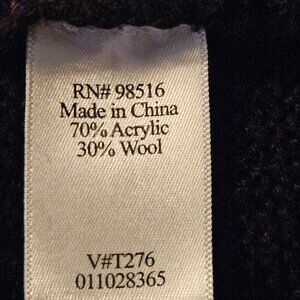 RN# 98516
Made in China
70% Acrylic
30% Wool
V#T276
011028365